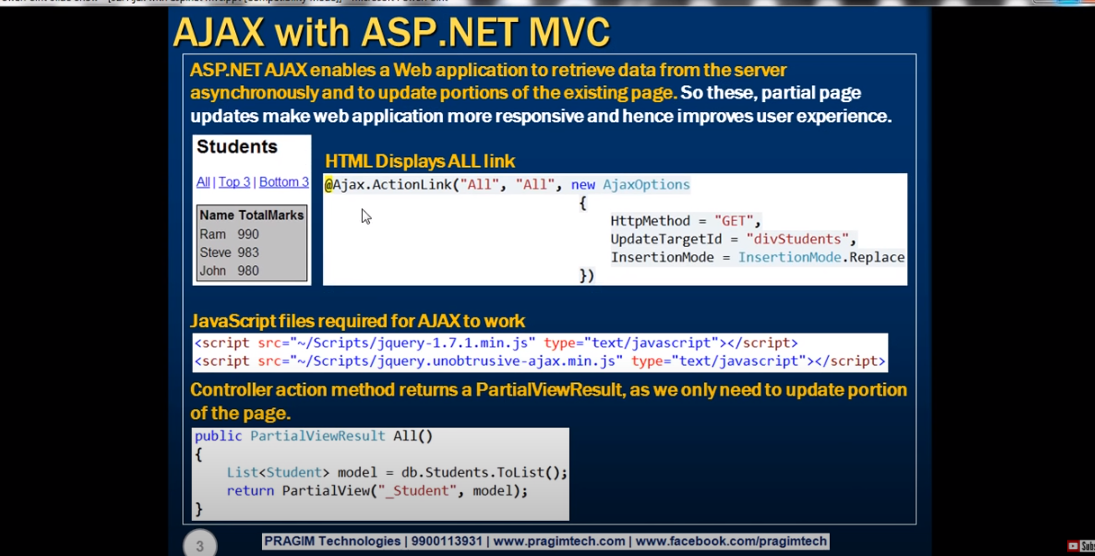 AJAX with ASP.NET MVC
ASP.NET AJAX enables a Web application to retrieve data from the server
asynchronously and to update portions of the existing page. So these, partial page
updates make web application more responsive and hence improves user experience.
Students
All | Top 3 | Bottom 3
Name TotalMarks
Ram 990
Steve 983
John 980
HTML Displays ALL link
@Ajax.ActionLink("All", "All", new AjaxOptions
{
HttpMethod = "GET",
UpdateTargetId = "divStudents",
InsertionMode = InsertionMode.Replace
})
JavaScript files required for AJAX to work
<script src="~/Scripts/jquery-1.7.1.min.js" type="text/javascript"></script>
<script src="~/Scripts/jquery.unobtrusive-ajax.min.js" type="text/javascript"></script>
Controller action method returns a PartialViewResult, as we only need to update portion
of the page.
public PartialViewResult All()
{
List<Student> model = db.Students.ToList();
return PartialView("_Student", model);
}
3
PRAGIM Technologies | 9900113931 | www.pragimtech.com | www.facebook.com/pragimtech